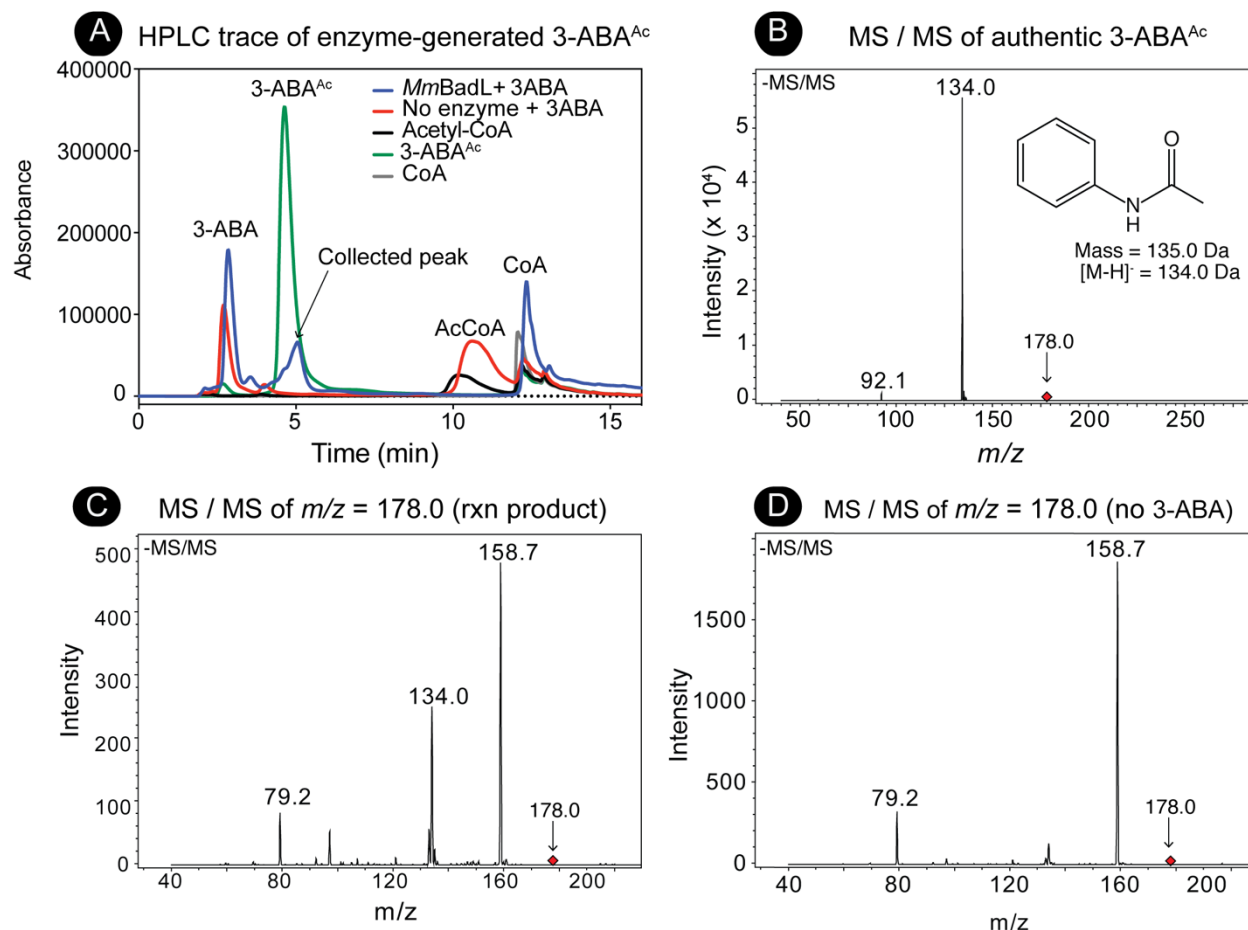 A HPLC trace of enzyme-generated 3-ABA^Ac
400000
300000
200000
100000
0
Absorbance
3-ABA^Ac
MmBadL+ 3ABA
No enzyme + 3ABA
Acetyl-CoA
3-ABA^Ac
CoA
3-ABA
Collected peak
CoA
AcCoA
0 5 10 15
Time (min)
B MS / MS of authentic 3-ABA^Ac
-MS/MS
134.0
5
4
3
2
1
0
Intensity (x 10⁴)
O
N
H
Mass = 135.0 Da
[M-H]⁻ = 134.0 Da
178.0
92.1
50 100 150 175 200 250
m/z
C MS / MS of m/z = 178.0 (rxn product)
-MS/MS
158.7
500
400
300
200
100
0
Intensity
134.0
79.2
178.0
40 80 120 160 200
m/z
D MS / MS of m/z = 178.0 (no 3-ABA)
-MS/MS
158.7
1500
1000
500
0
Intensity
79.2
178.0
40 80 120 160 200
m/z